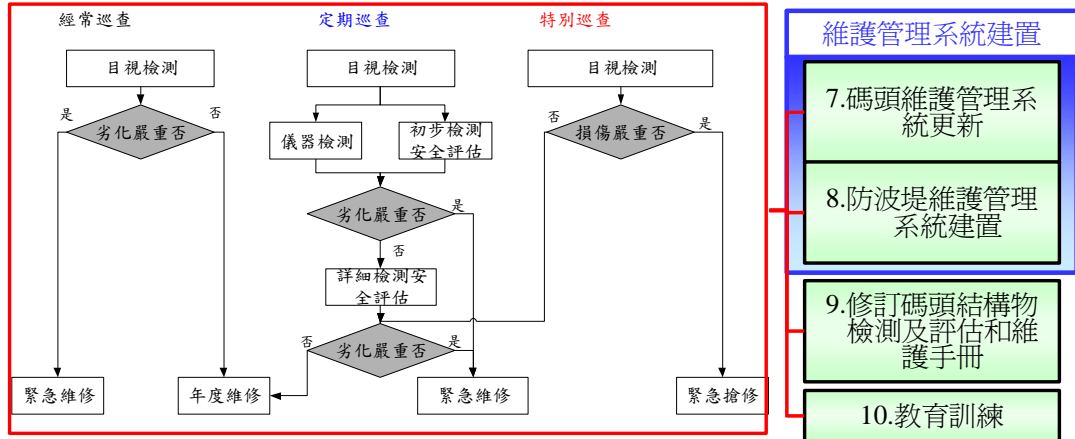 經常巡查
定期巡查
特別巡查
目視檢測
目視檢測
目視檢測
是
否
劣化嚴重否
儀器檢測
初步檢測
安全評估
否
是
損傷嚴重否
劣化嚴重否
是
否
詳細檢測安
全評估
否
是
劣化嚴重否
緊急維修
年度維修
緊急維修
緊急搶修
維護管理系統建置
7.碼頭維護管理系
統更新
8.防波堤維護管理
系統建置
9.修訂碼頭結構物
檢測及評估和維
護手冊
10.教育訓練